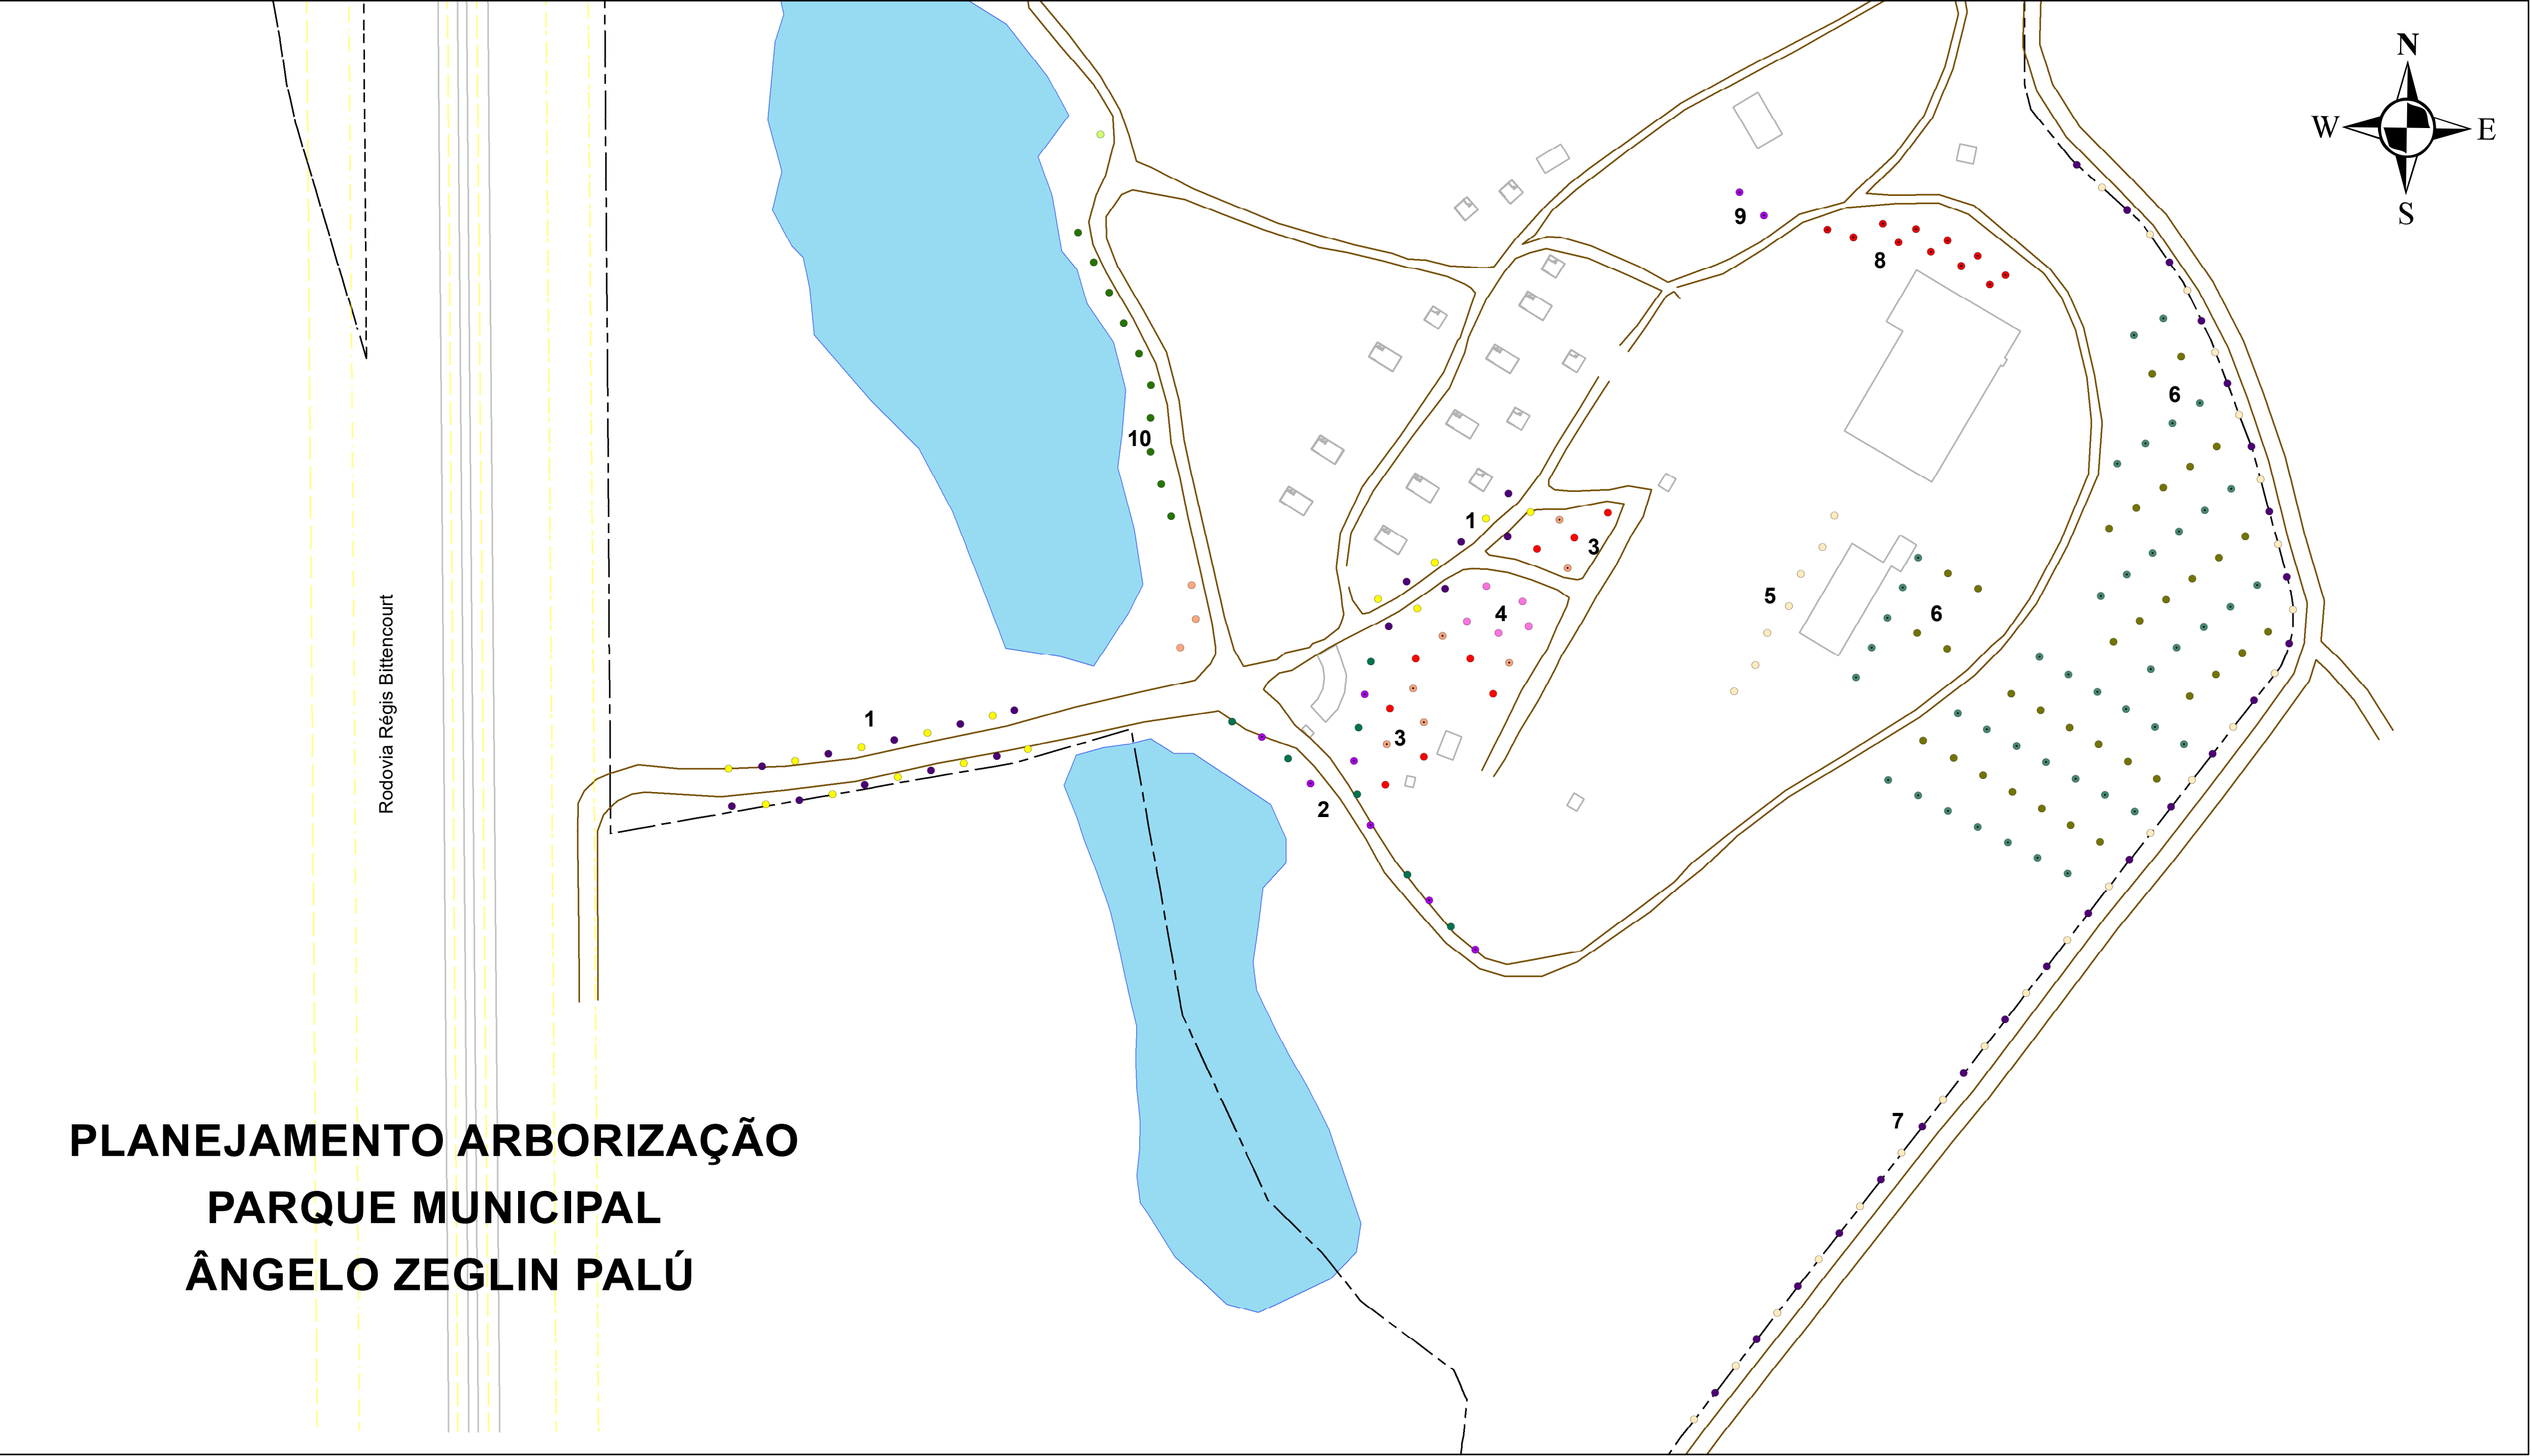 N
W
E
S
9
8
6
10
1
3
5
4
6
1
3
2
7
Rodovia Régis Bittencourt
PLANEJAMENTO ARBORIZAÇÃO
PARQUE MUNICIPAL
ÂNGELO ZEGLIN PALÚ